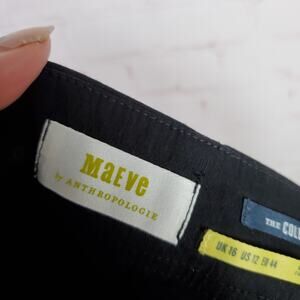 Maeve
by ANTHROPOLOGIE
THE COL
UK 16 US 12 EU 44